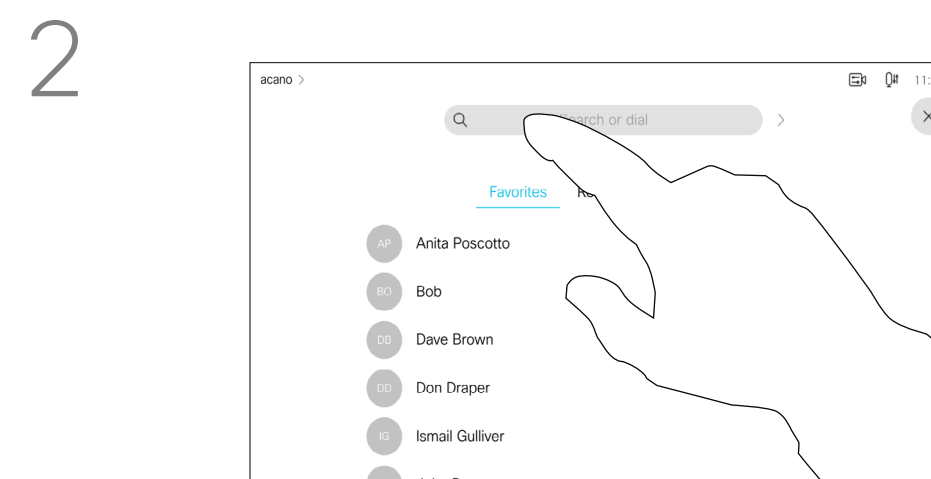 2
acano >
11:
Search or dial
Favorites
AP Anita Poscotto
BO Bob
DB Dave Brown
DD Don Draper
IG Ismail Gulliver